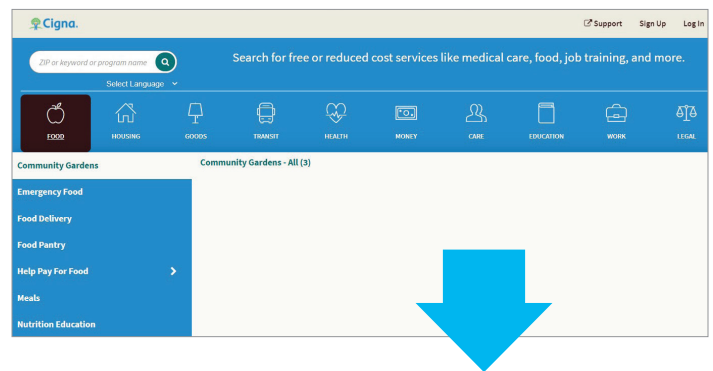 Cigna.
Support Sign Up Log In
ZIP or keyword or program name
Search for free or reduced cost services like medical care, food, job training, and more.
Select Language
FOOD HOUSING GOODS TRANSIT HEALTH MONEY CARE EDUCATION WORK LEGAL
Community Gardens
Community Gardens - All (3)
Emergency Food
Food Delivery
Food Pantry
Help Pay For Food
Meals
Nutrition Education